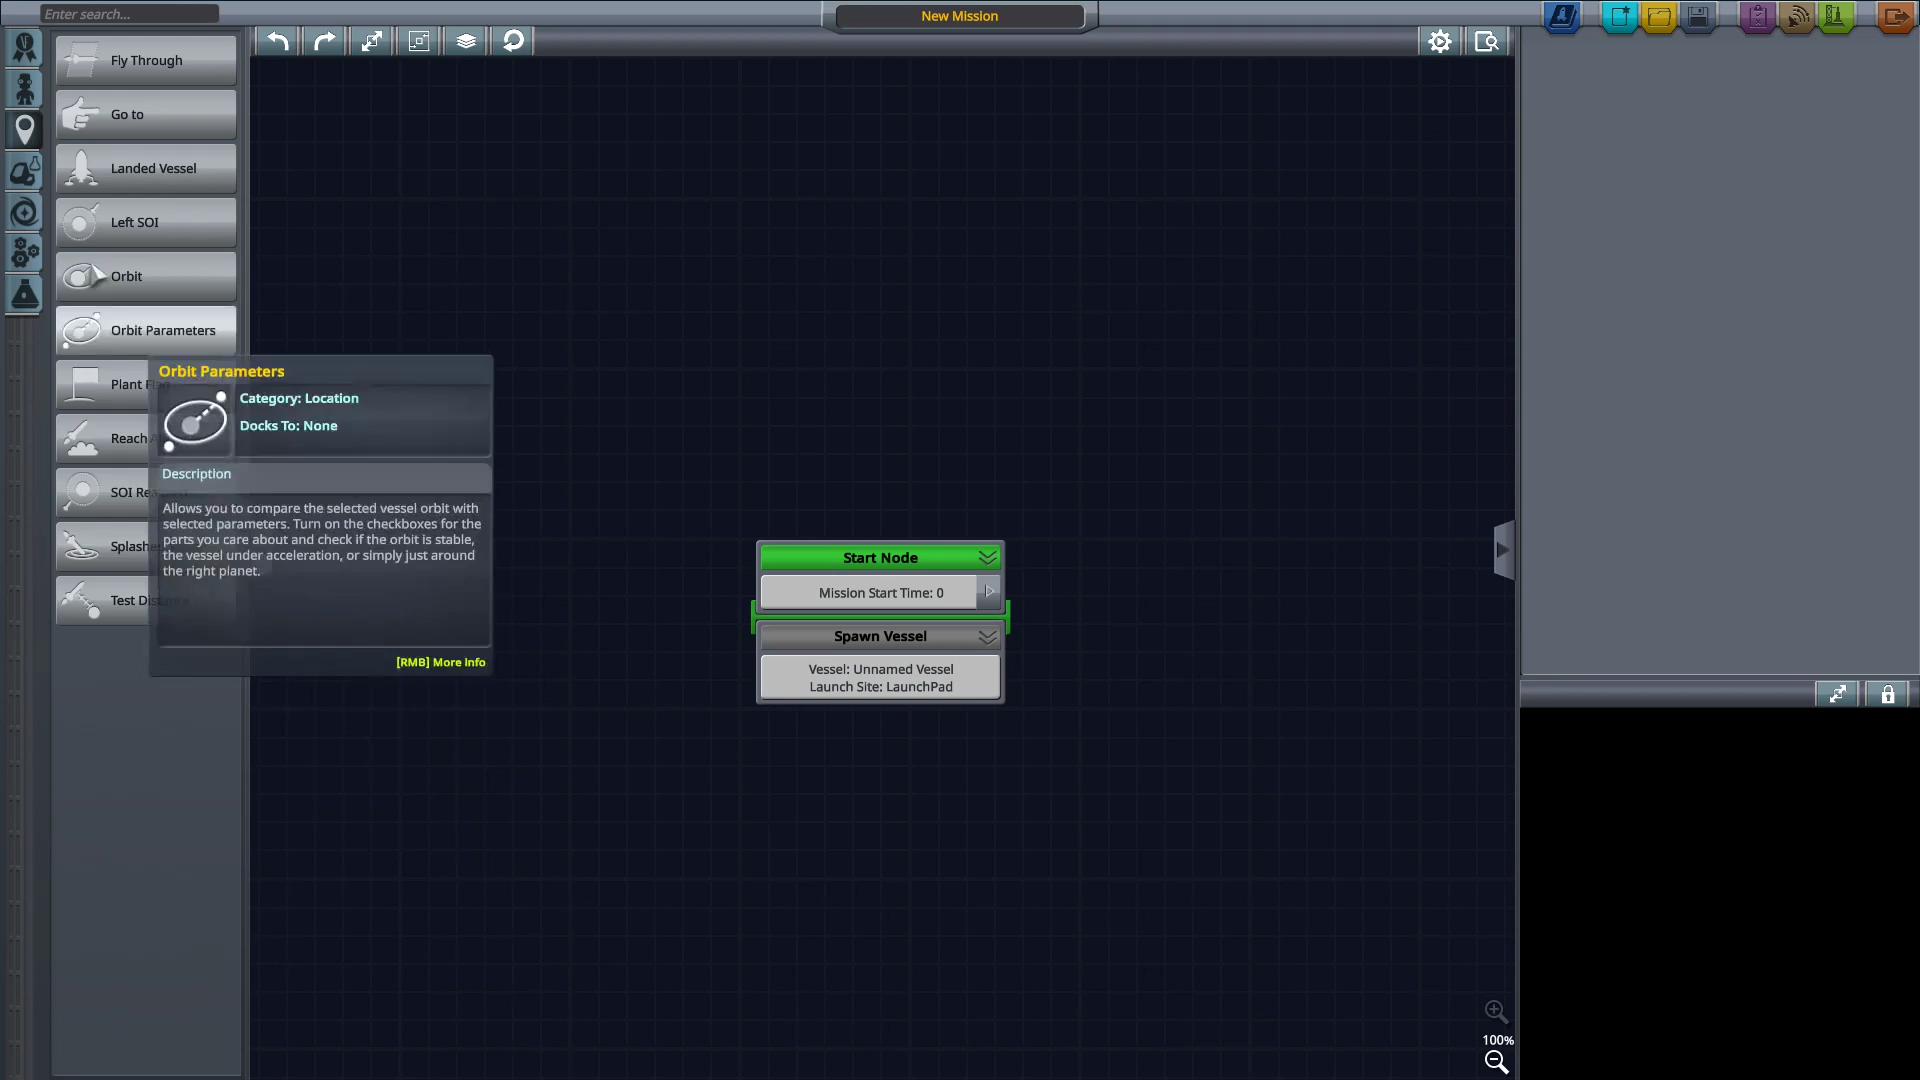 Enter search...
New Mission
Fly Through
Go to
Landed Vessel
Left SOI
Orbit
Orbit Parameters
Plant
Reach
SOI
Test
Orbit Parameters
Category: Location
Docks To: None
Description
Allows you to compare the selected vessel orbit with
selected parameters. Turn on the checkboxes for the
parts you care about and check if the orbit is stable,
the vessel under acceleration, or simply just around
the right planet.
[RMB] More Info
Start Node
Mission Start Time: 0
Spawn Vessel
Vessel: Unnamed Vessel
Launch Site: LaunchPad
100%